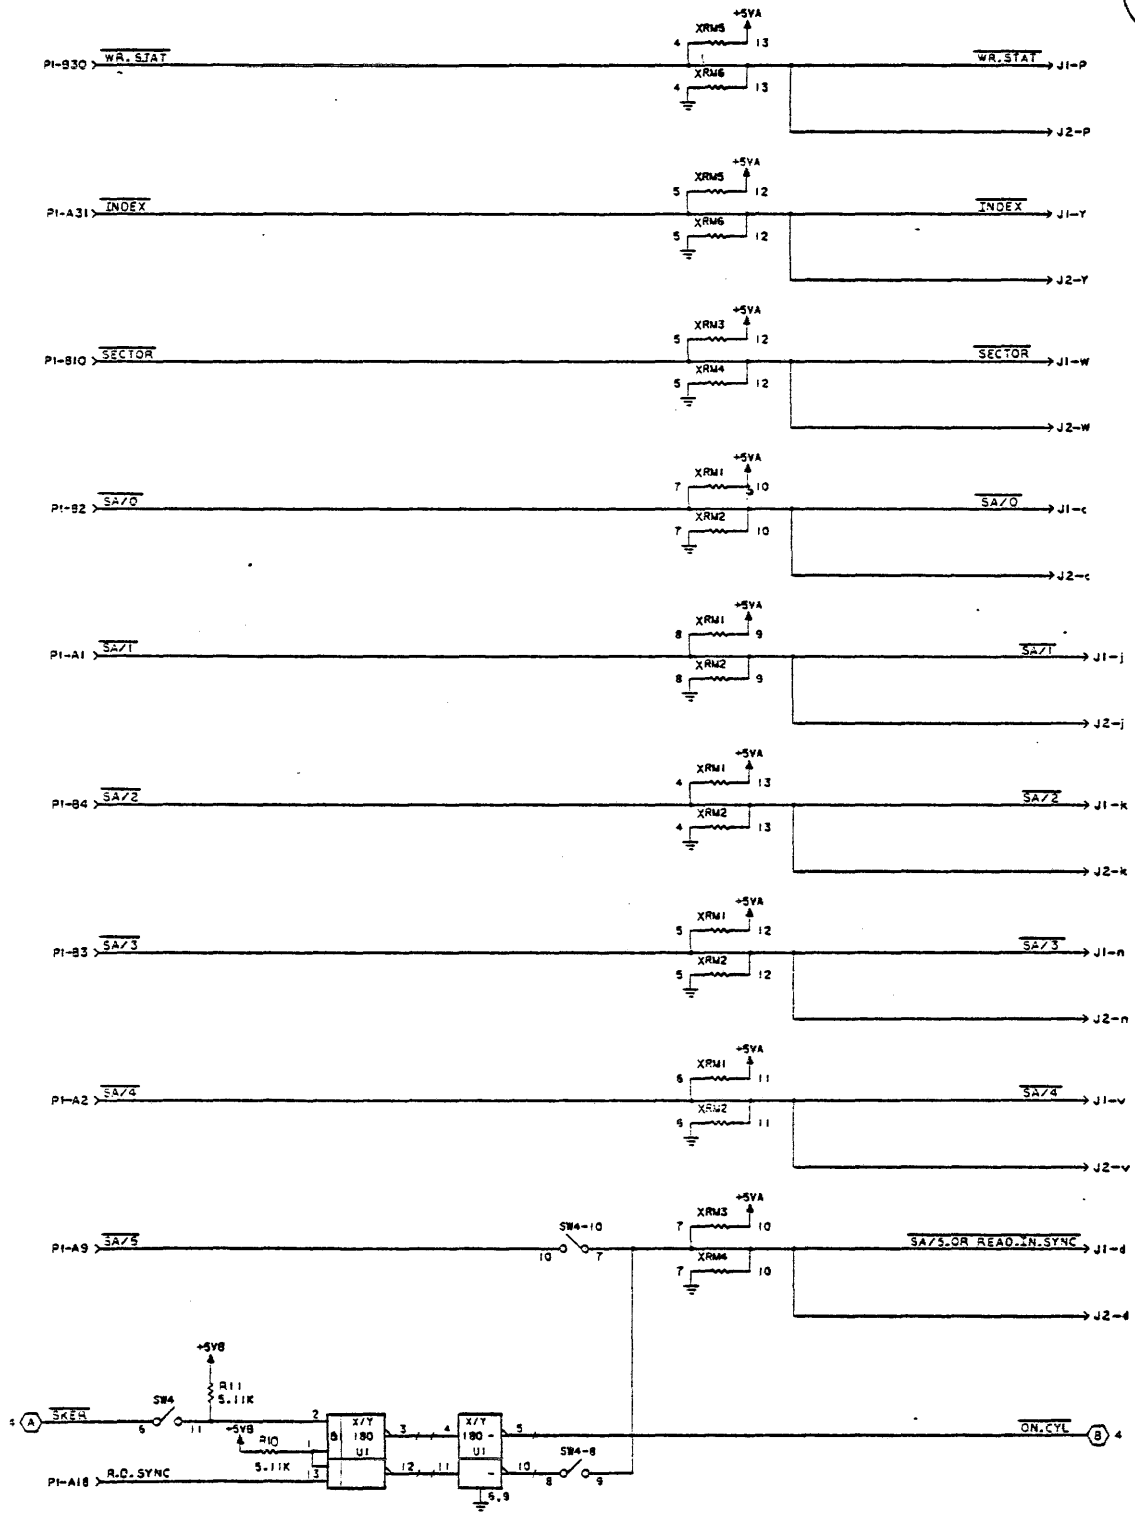 +5VA
XRM5
4 13
P1-B30 WR.STAT WR.STAT J1-P
XRM6
4 13
J2-P
+5VA
XRM5
5 12
P1-A31 INDEX INDEX J1-Y
XRM6
5 12
J2-Y
+5VA
XRM3
5 12
P1-B10 SECTOR SECTOR J1-W
XRM4
5 12
J2-W
+5VA
XRM1
7 10
P1-B2 SA/0 SA/0 J1-c
XRM2
7 10
J2-c
+5VA
XRM1
8 9
P1-A1 SA/1 SA/1 J1-j
XRM2
8 9
J2-j
+5VA
XRM1
4 13
P1-B4 SA/2 SA/2 J1-k
XRM2
4 13
J2-k
+5VA
XRM1
5 12
P1-B3 SA/3 SA/3 J1-n
XRM2
5 12
J2-n
+5VA
XRM1
6 11
P1-A2 SA/4 SA/4 J1-v
XRM2
6 11
J2-v
+5VA
XRM3
7 10
P1-A9 SA/5 SW4-10 SA/5.OR READ.IN.SYNC J1-d
10 7
XRM4
7 10
J2-d
+5VB
R11
5.11K
A SKER SW4
6 11 2
X/Y
180
U1
3 4
X/Y
180
U1
5 ON.CYL B 4
+5VB
R10
5.11K
1
13
P1-A18 R.D.SYNC
12 11 10
SW4-8
8 9
6.9